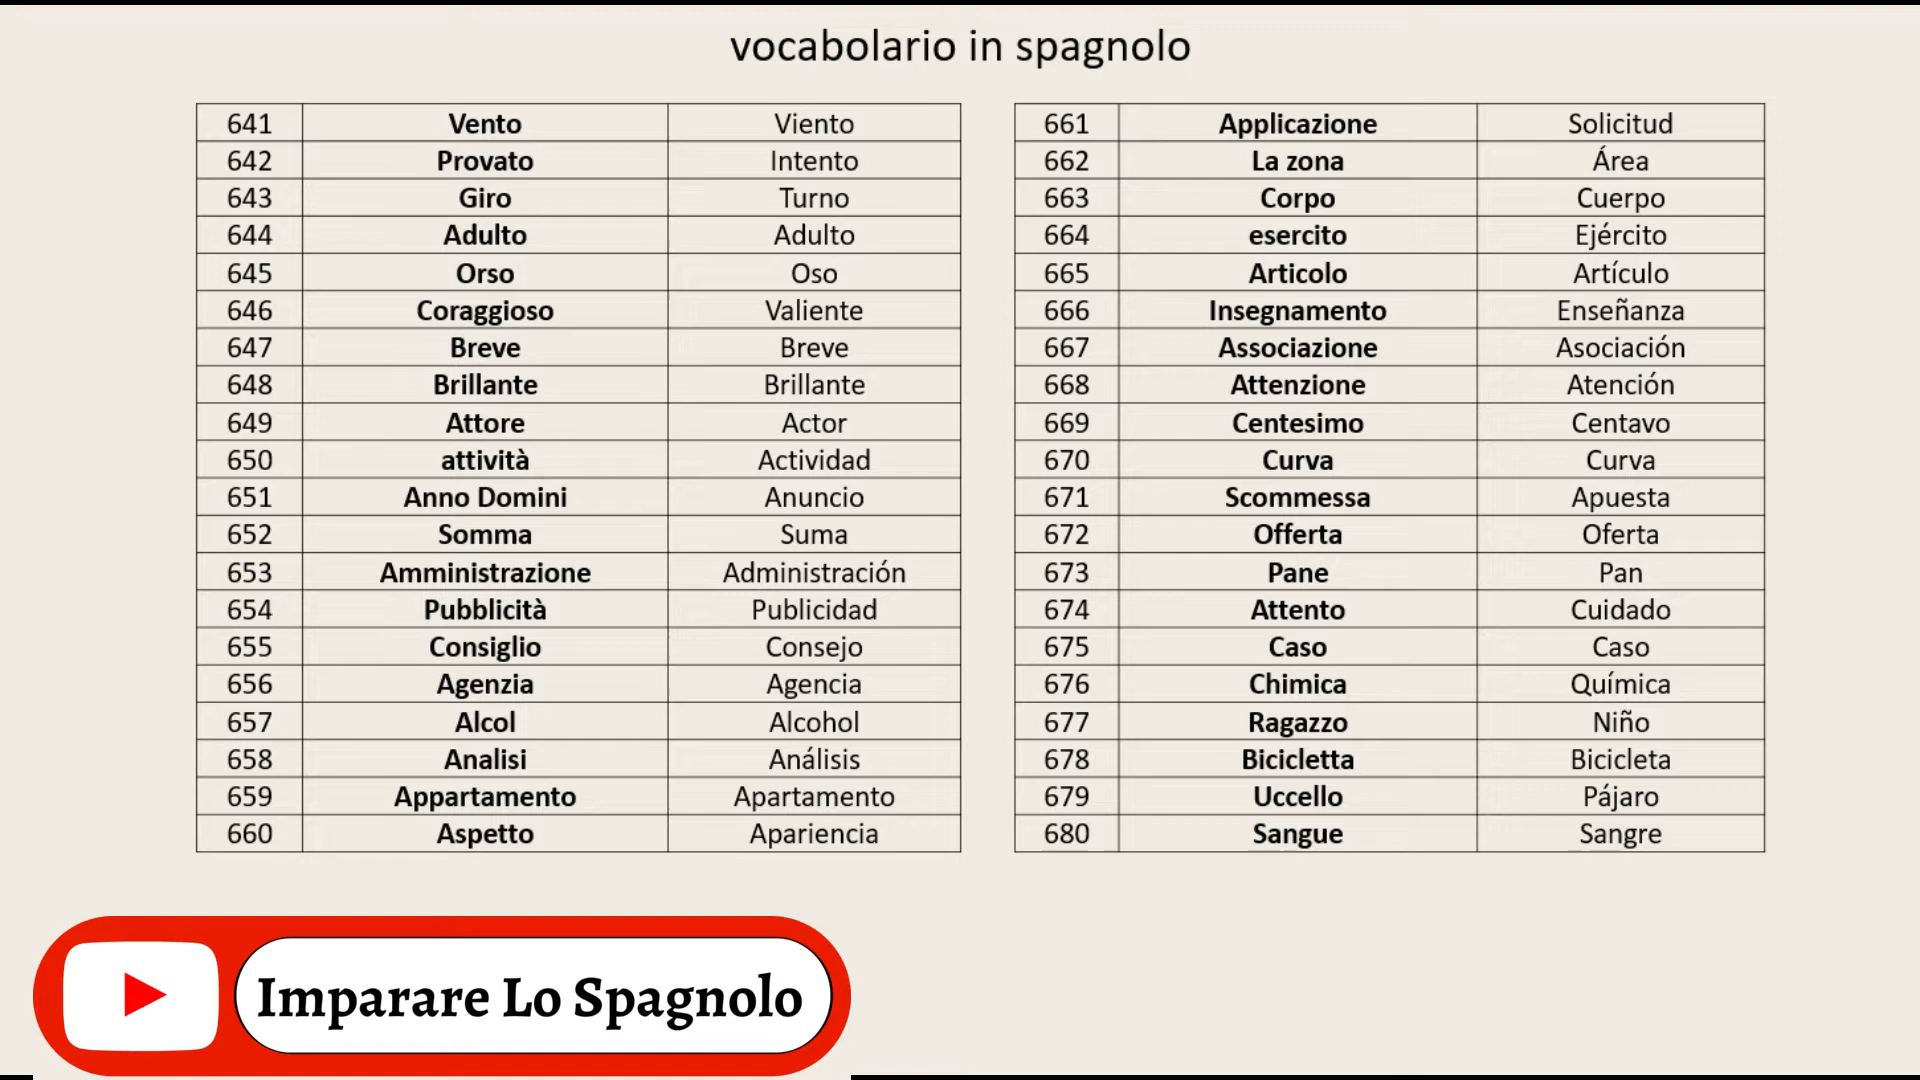 vocabolario in spagnolo
641 Vento Viento
642 Provato Intento
643 Giro Turno
644 Adulto Adulto
645 Orso Oso
646 Coraggioso Valiente
647 Breve Breve
648 Brillante Brillante
649 Attore Actor
650 attività Actividad
651 Anno Domini Anuncio
652 Somma Suma
653 Amministrazione Administración
654 Pubblicità Publicidad
655 Consiglio Consejo
656 Agenzia Agencia
657 Alcol Alcohol
658 Analisi Análisis
659 Appartamento Apartamento
660 Aspetto Apariencia
661 Applicazione Solicitud
662 La zona Área
663 Corpo Cuerpo
664 esercito Ejército
665 Articolo Artículo
666 Insegnamento Enseñanza
667 Associazione Asociación
668 Attenzione Atención
669 Centesimo Centavo
670 Curva Curva
671 Scommessa Apuesta
672 Offerta Oferta
673 Pane Pan
674 Attento Cuidado
675 Caso Caso
676 Chimica Química
677 Ragazzo Niño
678 Bicicletta Bicicleta
679 Uccello Pájaro
680 Sangue Sangre
Imparare Lo Spagnolo